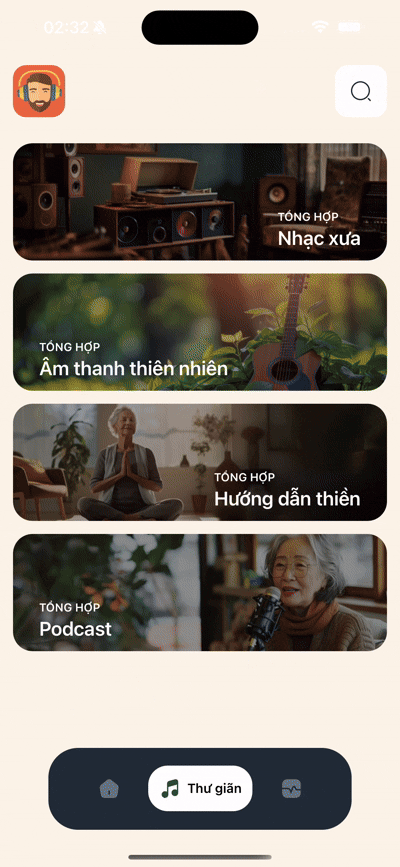 02:32
TỔNG HỢP
Nhạc xưa
TỔNG HỢP
Âm thanh thiên nhiên
TỔNG HỢP
Hướng dẫn thiền
TỔNG HỢP
Podcast
Thư giãn